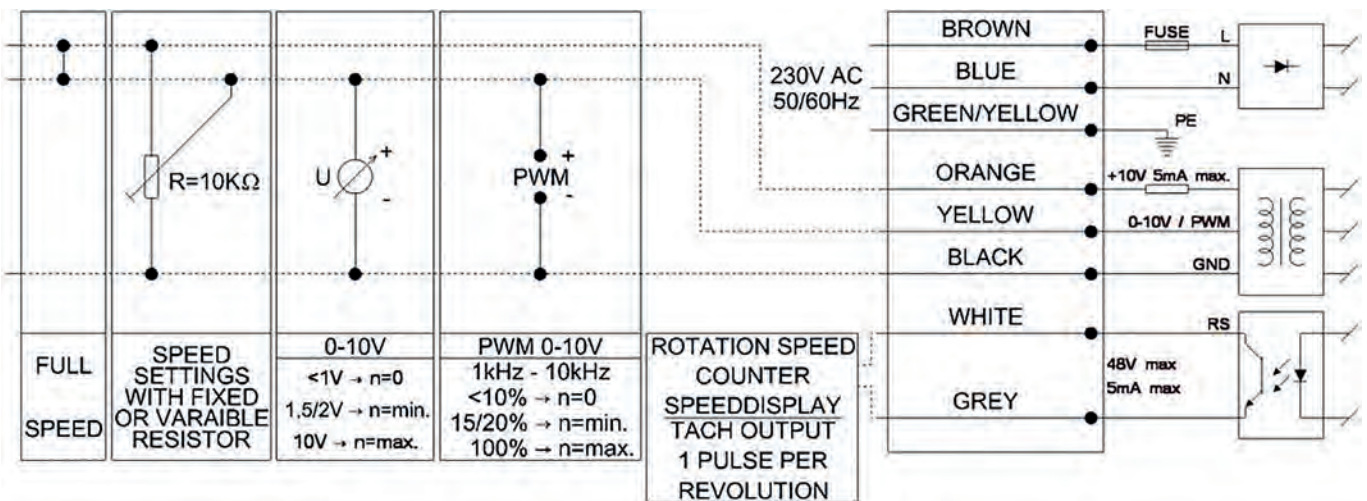 FULL
SPEED
R=10KΩ
SPEED
SETTINGS
WITH FIXED
OR VARAIBLE
RESISTOR
U
+
-
0-10V
<1V → n=0
1.5/2V → n=min.
10V → n=max.
+
PWM
-
PWM 0-10V
1kHz - 10kHz
<10% → n=0
15/20% → n=min.
100% → n=max.
ROTATION SPEED
COUNTER
SPEEDDISPLAY
TACH OUTPUT
1 PULSE PER
REVOLUTION
230V AC
50/60Hz
BROWN
BLUE
GREEN/YELLOW
ORANGE
YELLOW
BLACK
WHITE
GREY
FUSE
L
N
PE
+10V 5mA max.
0-10V / PWM
GND
RS
48V max
5mA max